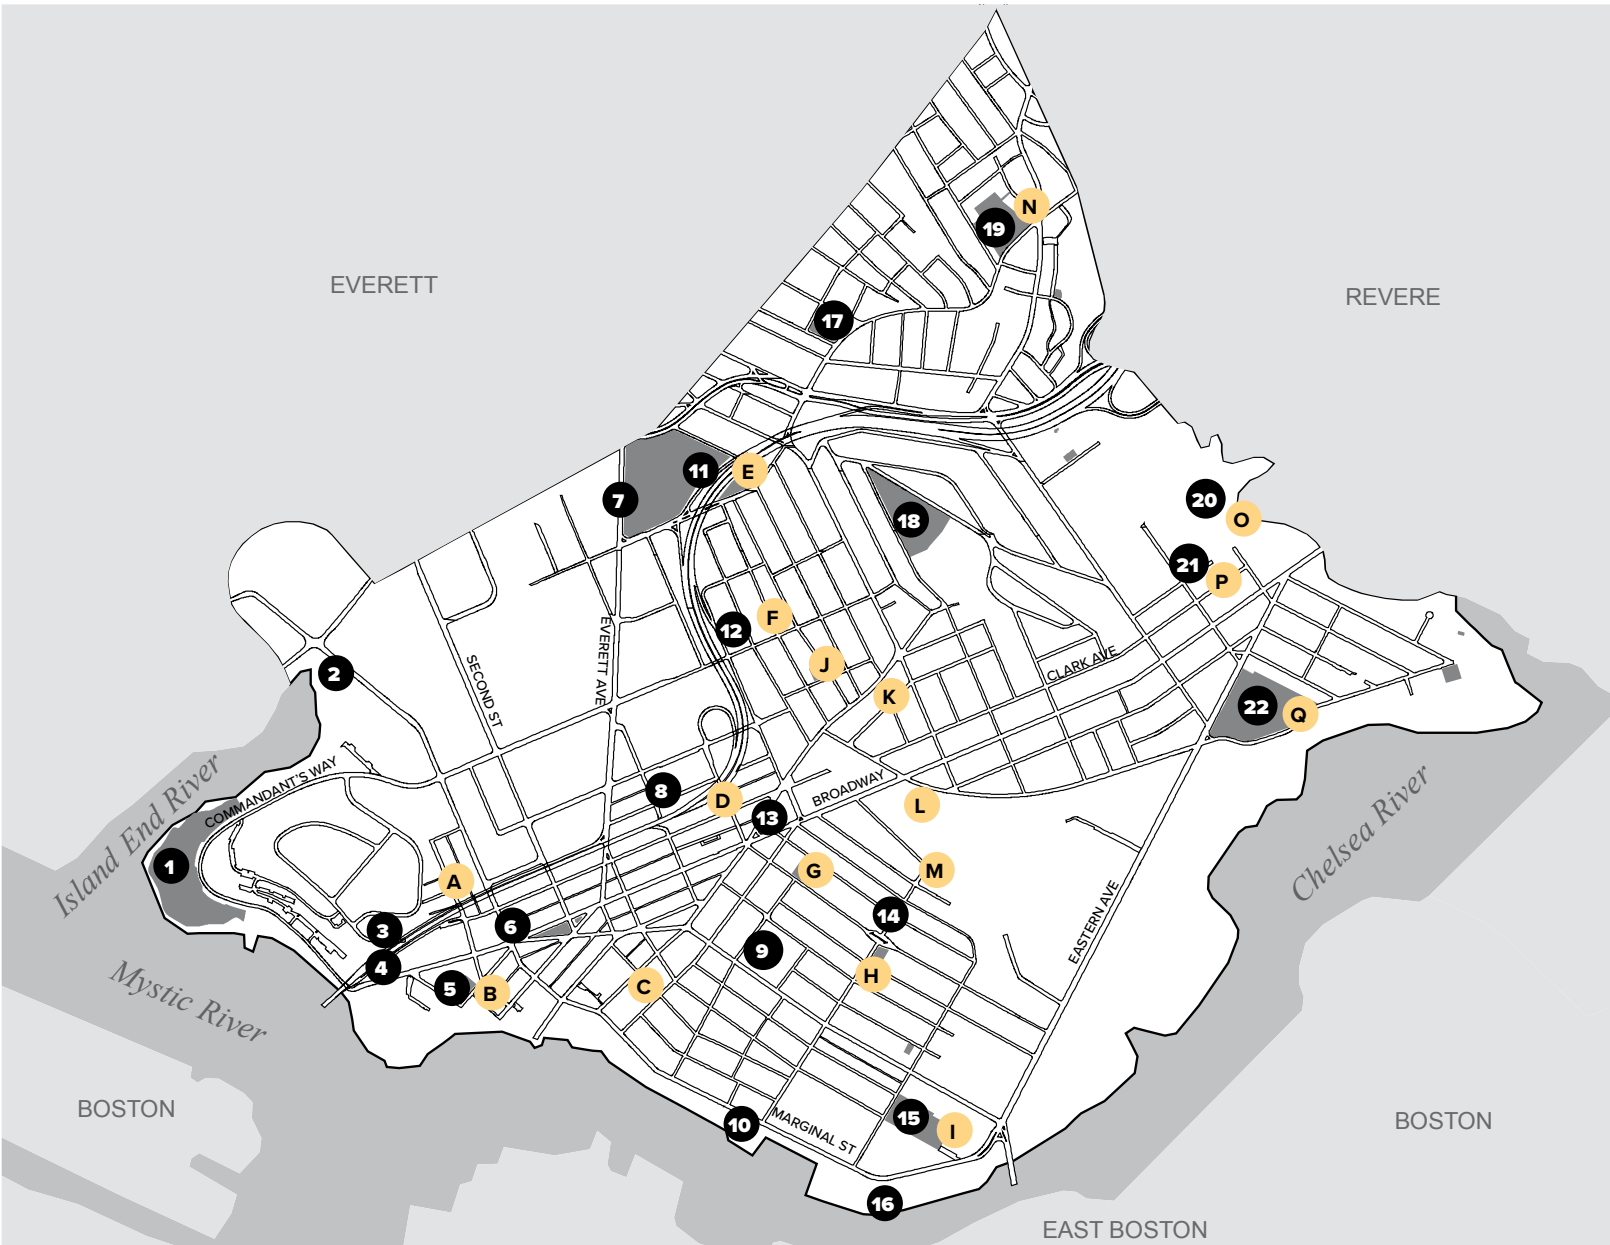 N
19
EVERETT
REVERE
17
11
E
7
20
O
18
21
P
12
F
EVERETT AVE
J
CLARK AVE
2
SECOND ST
K
22
Q
COMMANDANT'S WAY
Island End River
8
D
BROADWAY
L
13
Chelsea River
1
A
G
M
14
EASTERN AVE
3
6
4
9
5
B
C
H
Mystic River
BOSTON
10
MARGINAL ST
15
I
BOSTON
16
EAST BOSTON